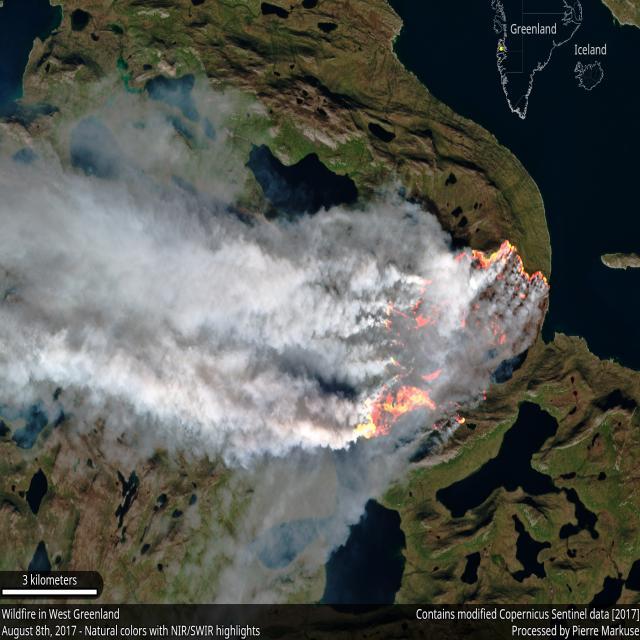 Greenland
Iceland
3 kilometers
Wildfire in West Greenland
August 8th, 2017 - Natural colors with NIR/SWIR highlights
Contains modified Copernicus Sentinel data [2017]
Processed by Pierre Markuse